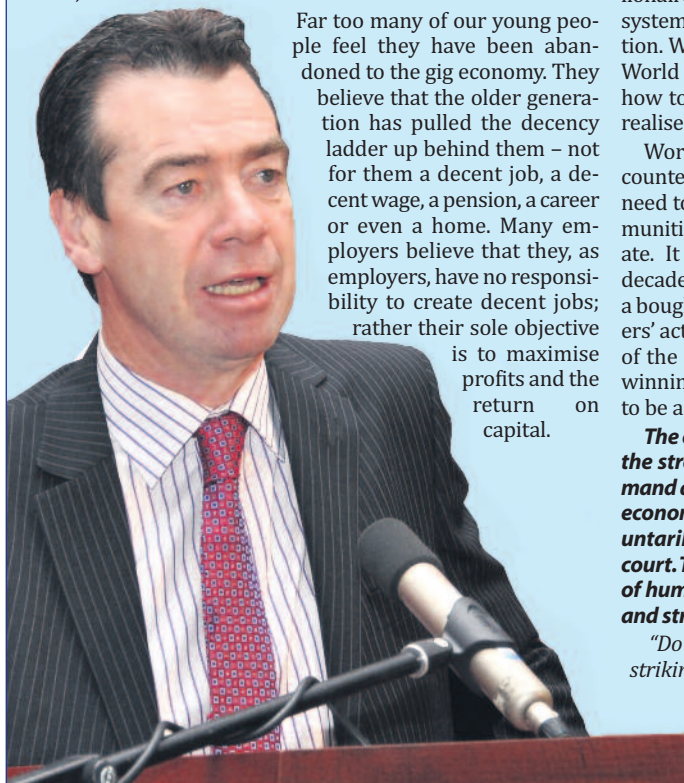 Far too many of our young peo-
ple feel they have been aban-
doned to the gig economy. They
believe that the older genera-
tion has pulled the decency
ladder up behind them – not
for them a decent job, a de-
cent wage, a pension, a career
or even a home. Many em-
ployers believe that they, as
employers, have no responsi-
bility to create decent jobs;
rather their sole objective
is to maximise
profits and the
return on
capital.
system
tion. W
World
how to
realise
Wor
counte
need to
muniti
ate. It
decade
a bough
ers’ act
of the
winnin
to be a
The
the stre
mand
econom
untaril
court. T
of hum
and str
“Do
strikin